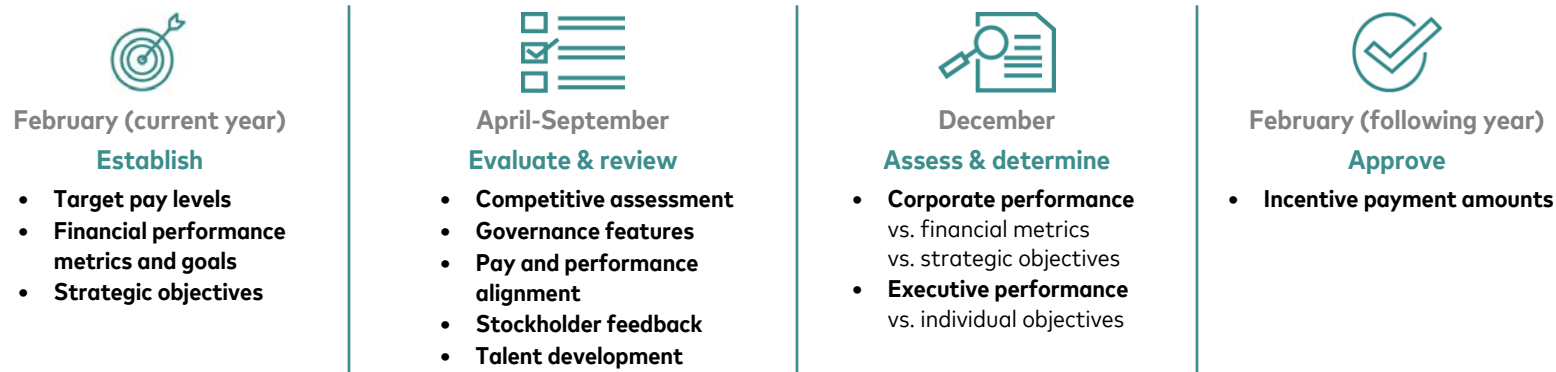 February (current year)
Establish
• Target pay levels
• Financial performance
metrics and goals
• Strategic objectives
April-September
Evaluate & review
• Competitive assessment
• Governance features
• Pay and performance
alignment
• Stockholder feedback
• Talent development
December
Assess & determine
• Corporate performance
vs. financial metrics
vs. strategic objectives
• Executive performance
vs. individual objectives
February (following year)
Approve
• Incentive payment amounts